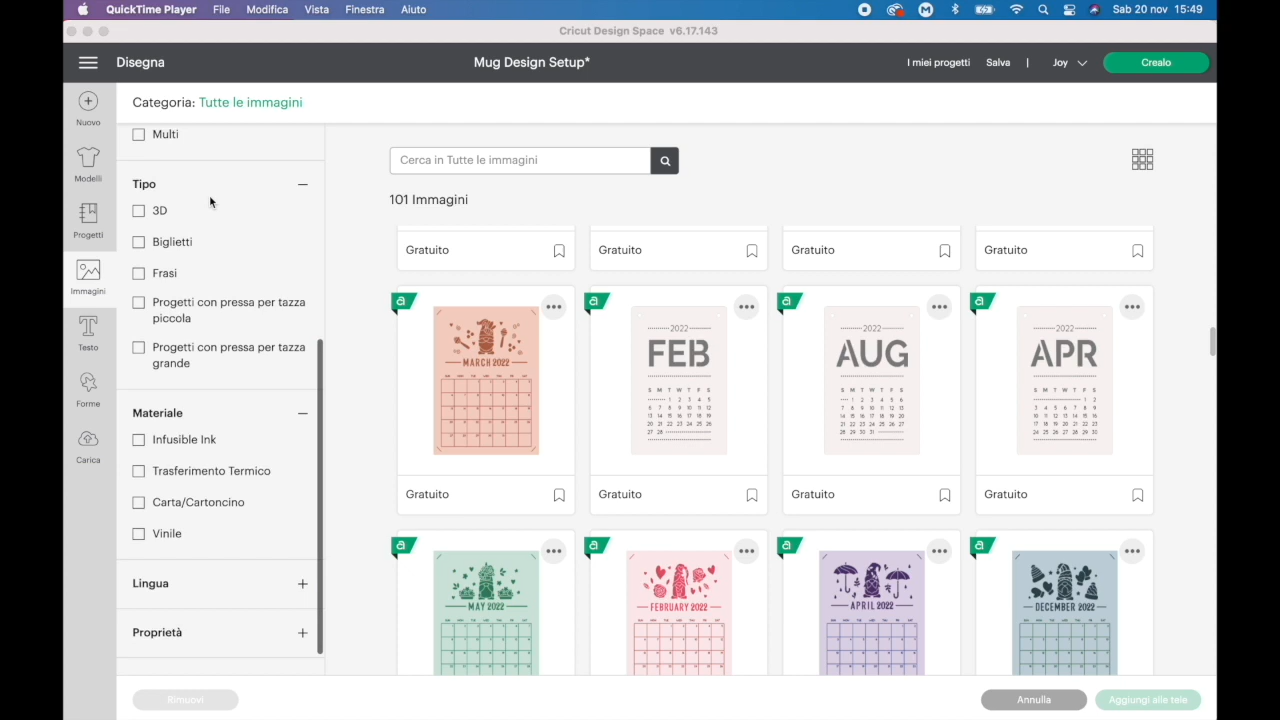 QuickTime Player File Modifica Vista Finestra Aiuto Sab 20 nov 15:49
Cricut Design Space v6.17.143
Disegna Mug Design Setup* I miei progetti Salva | Joy Crealo
Categoria: Tutte le immagini
Nuovo
Modelli
Progetti
Immagini
Testo
Forme
Carica
Multi
Tipo
3D
Biglietti
Frasi
Progetti con pressa per tazza
piccola
Progetti con pressa per tazza
grande
Materiale
Infusible Ink
Trasferimento Termico
Carta/Cartoncino
Vinile
Lingua
Proprietà
Rimuovi
Cerca in Tutte le immagini
101 Immagini
Gratuito Gratuito Gratuito Gratuito
a a a a
MARCH 2022
2022
FEB
2022
AUG
2022
APR
Gratuito Gratuito Gratuito Gratuito
a a a a
MAY 2022 FEBRUARY 2022 APRIL 2022 DECEMBER 2022
Annulla Aggiungi alle tele